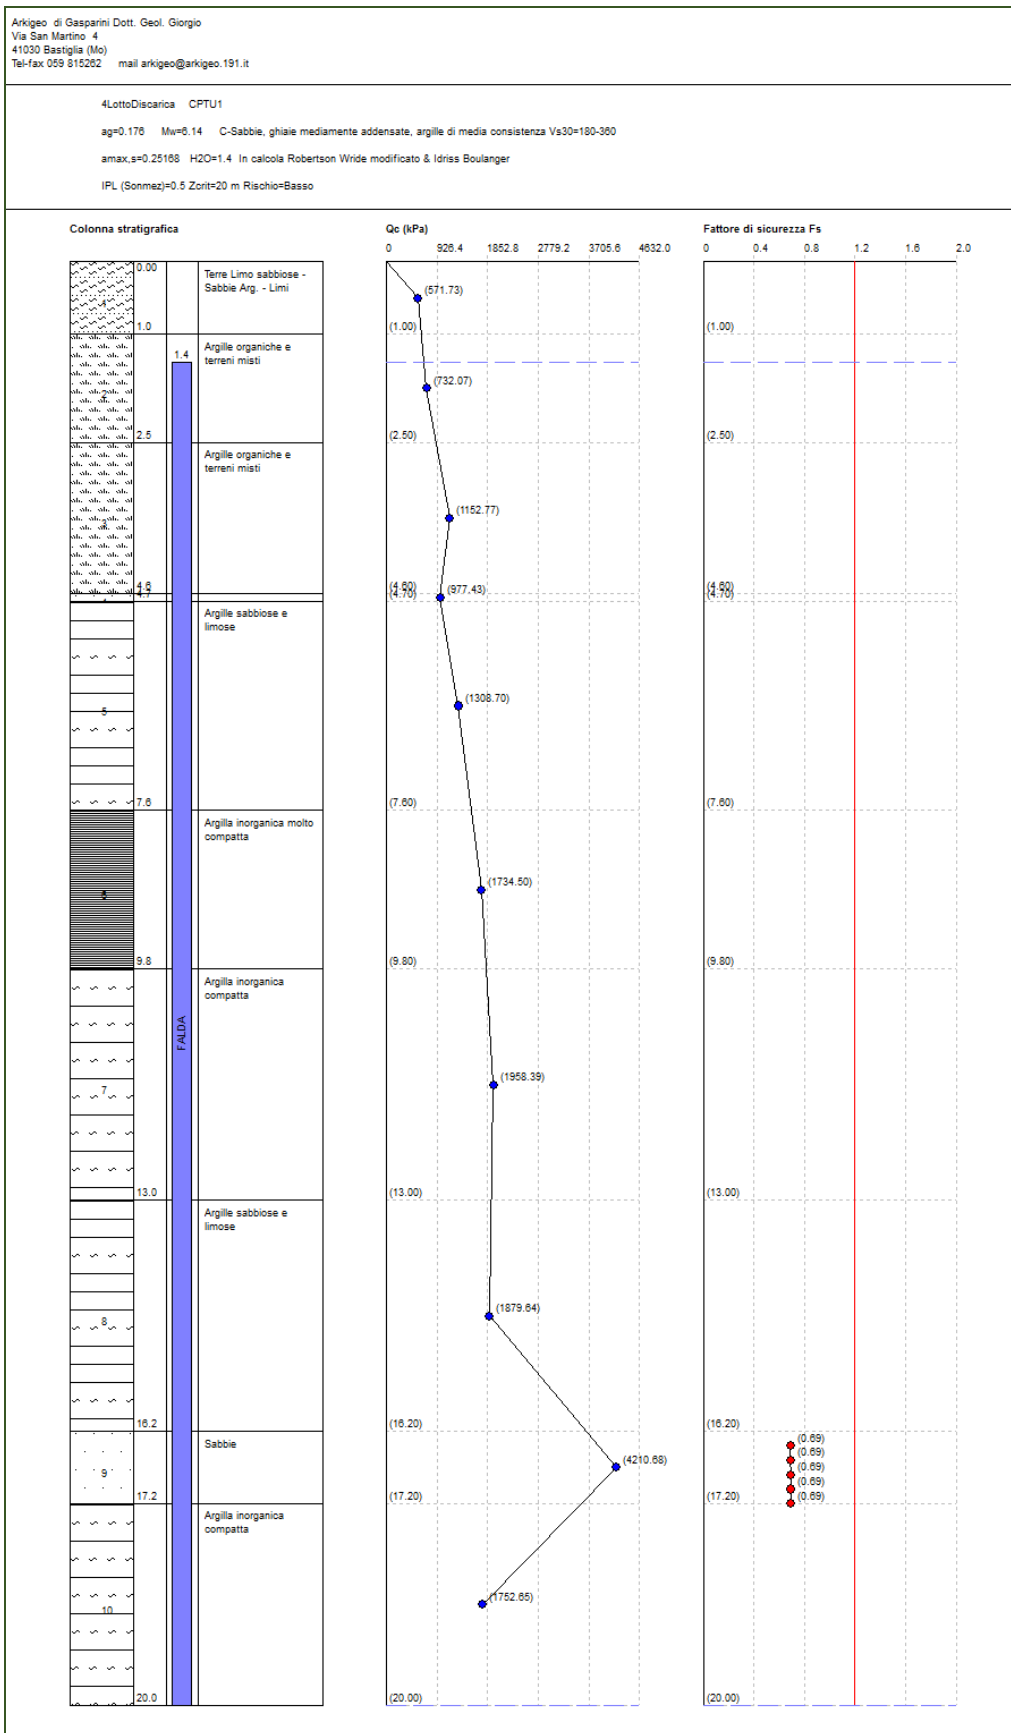 Arkigeo di Gasparini Dott. Geol. Giorgio
Via San Martino 4
41030 Bastiglia (Mo)
Tel-fax 059 815262 mail arkigeo@arkigeo.191.it
4LottoDiscarica CPTU1
ag=0.176 Mw=6.14 C-Sabbie, ghiaie mediamente addensate, argille di media consistenza Vs30=180-360
amax,s=0.25168 H2O=1.4 In calcola Robertson Wride modificato & Idriss Boulanger
IPL (Sonmez)=0.5 Zcrit=20 m Rischio=Basso
Colonna stratigrafica
0.00
1
1.0
2
2.5
3
4.6
4.7
5
7.6
6
9.8
7
13.0
8
16.2
9
17.2
10
20.0
1.4
FALDA
Terre Limo sabbiose -
Sabbie Arg. - Limi
Argille organiche e
terreni misti
Argille organiche e
terreni misti
Argille sabbiose e
limose
Argilla inorganica molto
compatta
Argilla inorganica
compatta
Argille sabbiose e
limose
Sabbie
Argilla inorganica
compatta
Qc (kPa)
0 926.4 1852.8 2779.2 3705.6 4632.0
(571.73)
(1.00)
(732.07)
(2.50)
(1152.77)
(4.60)
(4.70)
(977.43)
(1308.70)
(7.60)
(1734.50)
(9.80)
(1958.39)
(13.00)
(1879.64)
(16.20)
(4210.68)
(17.20)
(1752.65)
(20.00)
Fattore di sicurezza Fs
0 0.4 0.8 1.2 1.6 2.0
(1.00)
(2.50)
(4.60)
(4.70)
(7.60)
(9.80)
(13.00)
(16.20)
(0.69)
(0.69)
(0.69)
(0.69)
(17.20)
(0.69)
(20.00)